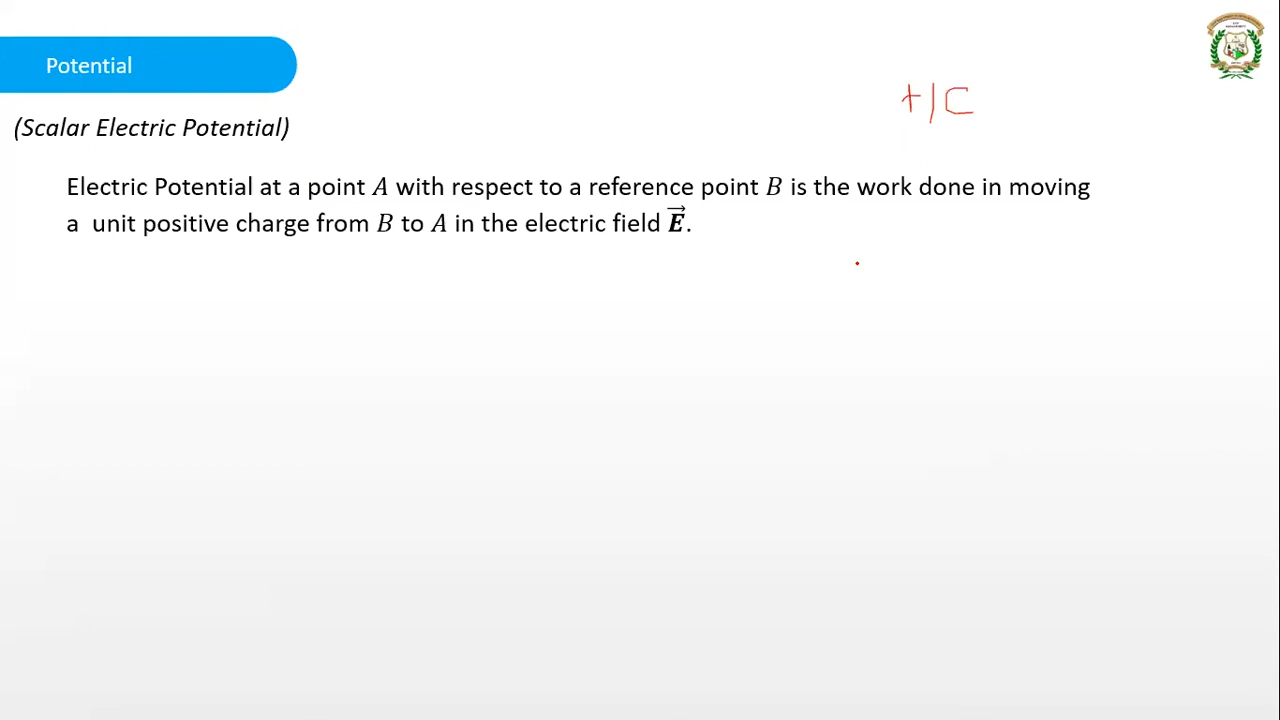 Potential
+1C
(Scalar Electric Potential)
Electric Potential at a point A with respect to a reference point B is the work done in moving
a unit positive charge from B to A in the electric field E⃗.